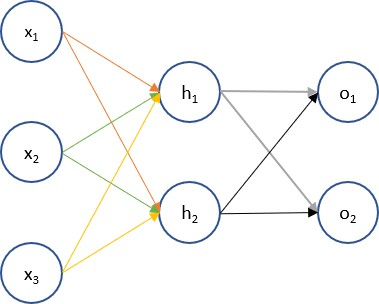 x₁
x₂
x₃
h₁
h₂
o₁
o₂